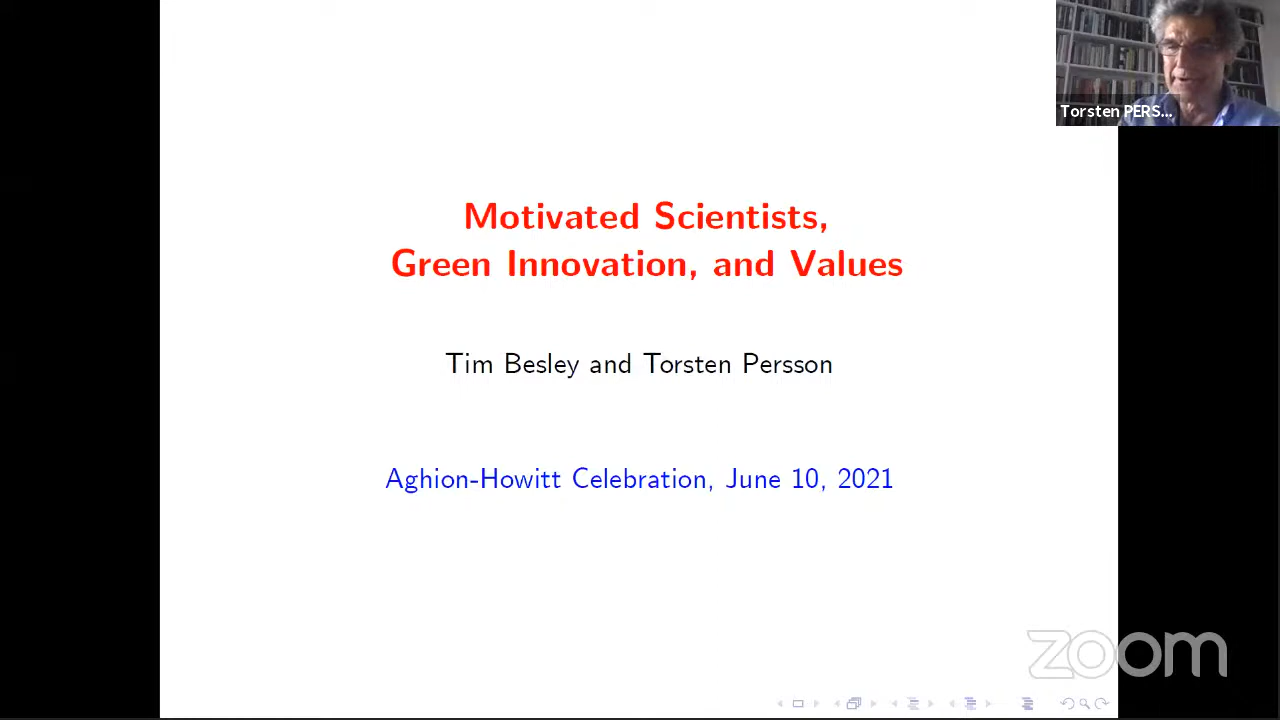 Torsten PERS...
Motivated Scientists,
Green Innovation, and Values
Tim Besley and Torsten Persson
Aghion-Howitt Celebration, June 10, 2021
zoom